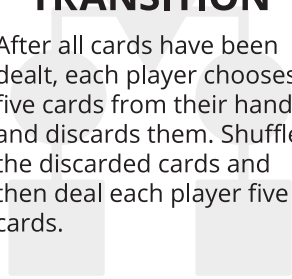 TRANSITION
After all cards have been
dealt, each player chooses
five cards from their hand
and discards them. Shuffle
the discarded cards and
then deal each player five
cards.